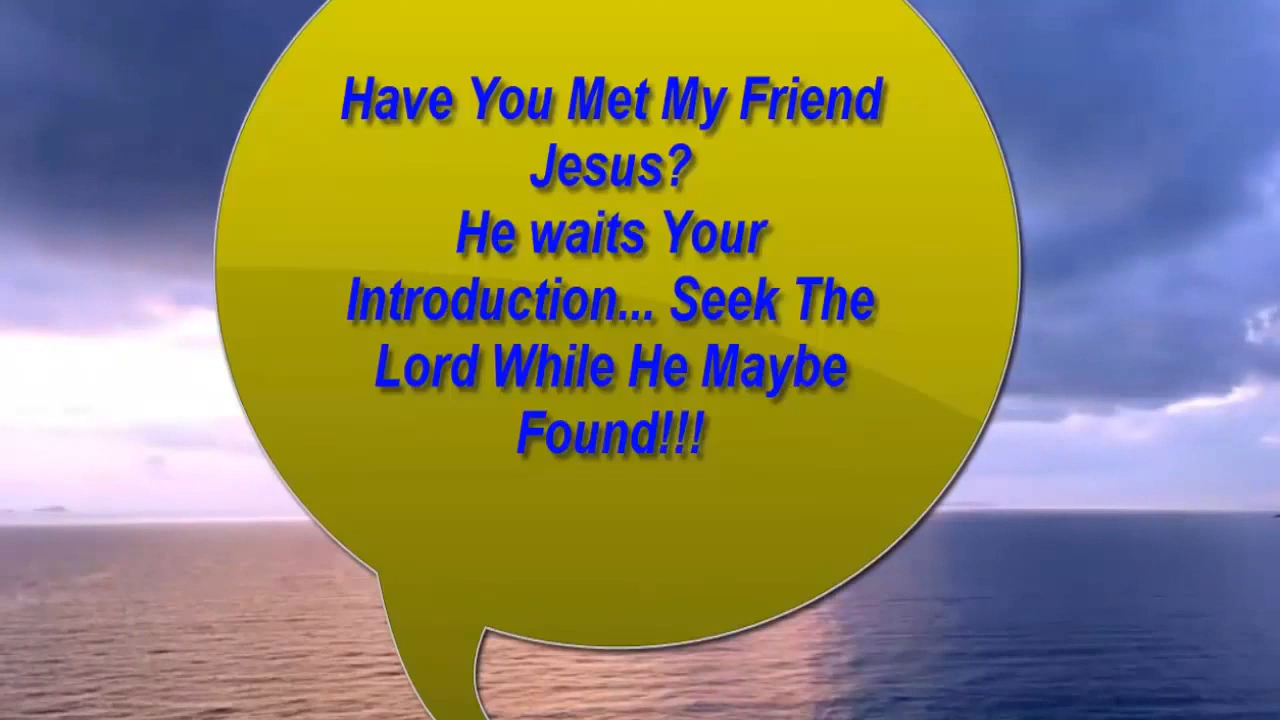 Have You Met My Friend
Jesus?
He waits Your
Introduction... Seek The
Lord While He Maybe
Found!!!